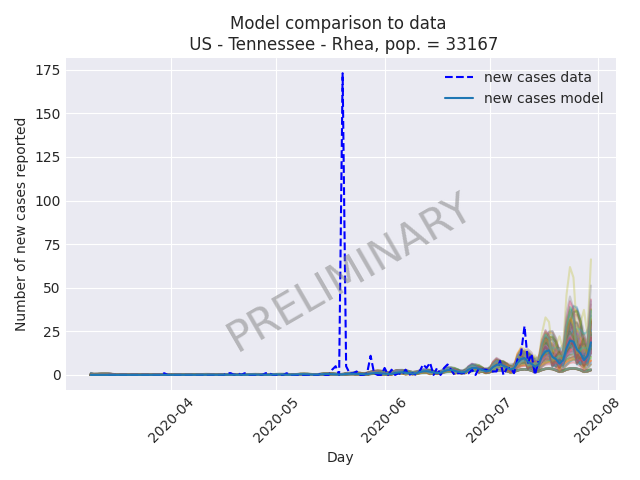 Model comparison to data
US - Tennessee - Rhea, pop. = 33167
175
150
125
100
75
50
25
0
Number of new cases reported
new cases data
new cases model
PRELIMINARY
2020-04
2020-05
2020-06
2020-07
2020-08
Day